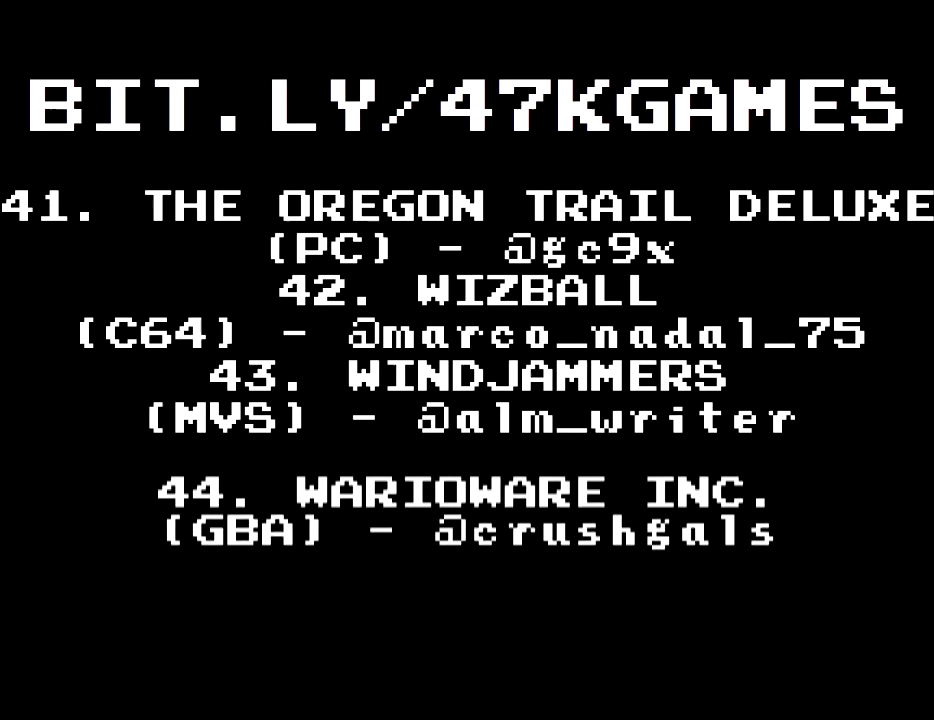 BIT.LY/47KGAMES
41. THE OREGON TRAIL DELUXE
(PC) - @gc9x
42. WIZBALL
(C64) - @marco_nadal_75
43. WINDJAMMERS
(MVS) - @alm_writer
44. WARIOWARE INC.
(GBA) - @crushgals